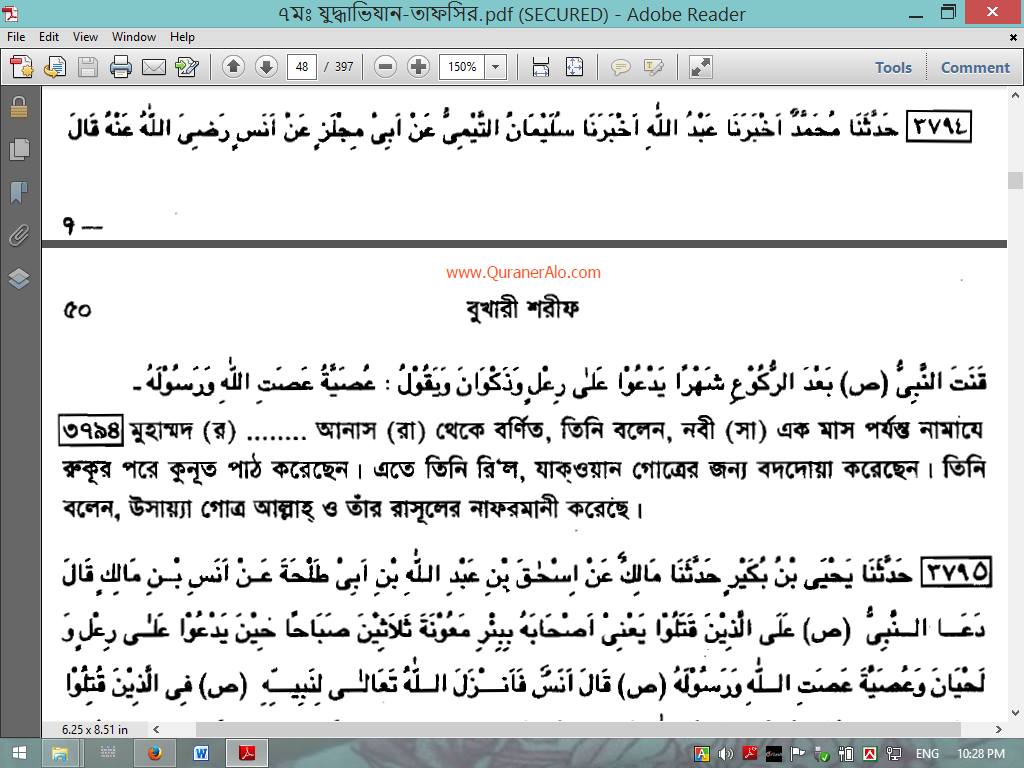 ৭মঃ যুদ্ধাভিযান-তাফসির.pdf (SECURED) - Adobe Reader
File Edit View Window Help
48 / 397 150% Tools Comment
٣٧٩٤ حَدَّثَنَا مُحَمَّدٌ اَخْبَرَنَا عَبْدُ اللّٰهِ اَخْبَرَنَا سُلَيْمَانُ التَّيْمِىُّ عَنْ اَبِىْ مِجْلَزٍ عَنْ اَنَسٍ رَضِىَ اللّٰهُ عَنْهُ قَالَ
৭ —
www.QuranerAlo.com
৫০ বুখারী শরীফ
قَنَتَ النَّبِىُّ (ص) بَعْدَ الرُّكُوْعِ شَهْرًا يَدْعُوْا عَلٰى رِعْلٍ وَذَكْوَانَ وَيَقُوْلُ : عُصَيَّةُ عَصَتِ اللّٰهَ وَرَسُوْلَهُ ـ
৩৭৯৪ মুহাম্মদ (র) ........ আনাস (রা) থেকে বর্ণিত, তিনি বলেন, নবী (সা) এক মাস পর্যন্ত নামাযে
রুকূর পরে কুনূত পাঠ করেছেন। এতে তিনি রি'ল, যাক্‌ওয়ান গোত্রের জন্য বদদোয়া করেছেন। তিনি
বলেন, উসায়্যা গোত্র আল্লাহ্ ও তাঁর রাসূলের নাফরমানী করেছে।
٣٧٩٥ حَدَّثَنَا يَحْيَى بْنُ بُكَيْرٍ حَدَّثَنَا مَالِكٌ عَنْ اِسْحٰقَ بْنِ عَبْدِ اللّٰهِ بْنِ اَبِىْ طَلْحَةَ عَنْ اَنَسِ بْنِ مَالِكٍ قَالَ
دَعَا النَّبِىُّ (ص) عَلَى الَّذِيْنَ قَتَلُوْا يَعْنِىْ اَصْحَابَهُ بِبِئْرِ مَعُوْنَةَ ثَلَاثِيْنَ صَبَاحًا حِيْنَ يَدْعُوْا عَلٰى رِعْلٍ وَ
لَحْيَانَ وَعُصَيَّةَ عَصَتِ اللّٰهَ وَرَسُوْلَهُ (ص) قَالَ اَنَسٌ فَاَنْزَلَ اللّٰهُ تَعَالٰى لِنَبِيِّهٖ (ص) فِى الَّذِيْنَ قُتِلُوْا
6.25 x 8.51 in
ENG 10:28 PM